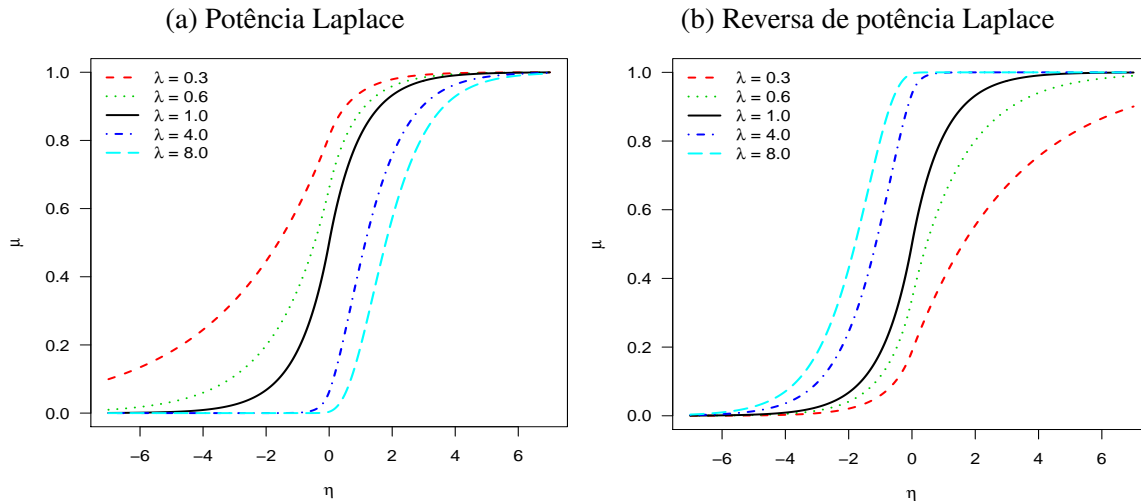 (a) Potência Laplace
λ = 0.3
λ = 0.6
λ = 1.0
λ = 4.0
λ = 8.0
1.0
0.8
0.6
0.4
0.2
0.0
μ
−6 −4 −2 0 2 4 6
η
(b) Reversa de potência Laplace
λ = 0.3
λ = 0.6
λ = 1.0
λ = 4.0
λ = 8.0
1.0
0.8
0.6
0.4
0.2
0.0
μ
−6 −4 −2 0 2 4 6
η